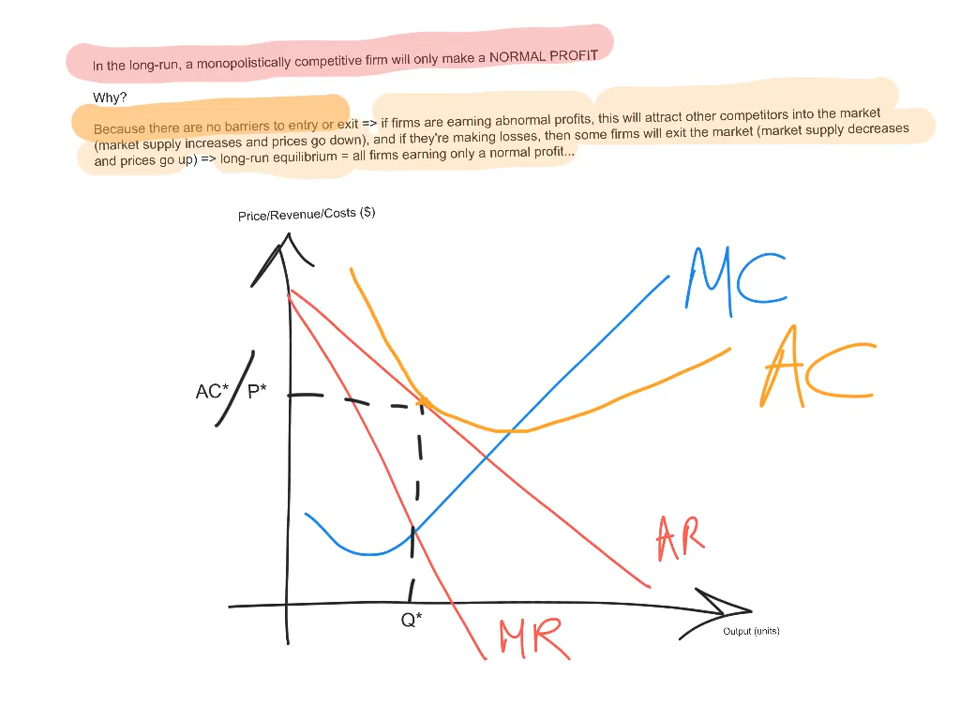 In the long-run, a monopolistically competitive firm will only make a NORMAL PROFIT
Why?
Because there are no barriers to entry or exit => if firms are earning abnormal profits, this will attract other competitors into the market
(market supply increases and prices go down), and if they're making losses, then some firms will exit the market (market supply decreases
and prices go up) => long-run equilibrium = all firms earning only a normal profit...
Price/Revenue/Costs ($)
MC
AC
AC* / P*
AR
Q*
MR
Output (units)